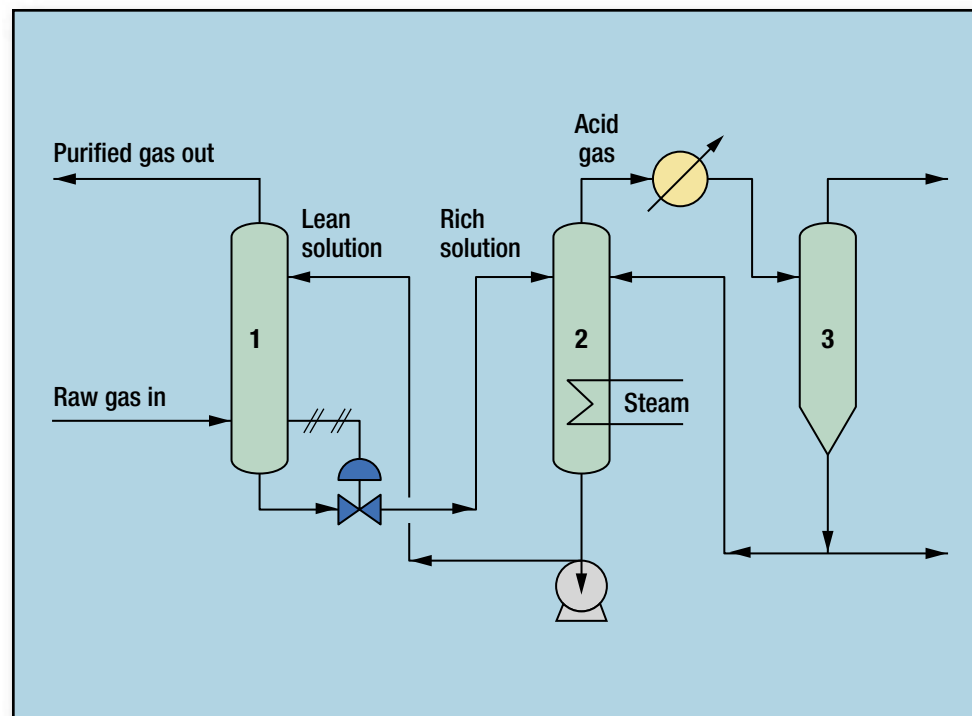 Acid
gas
Purified gas out
Lean
solution
Rich
solution
1
2
3
Raw gas in
Steam